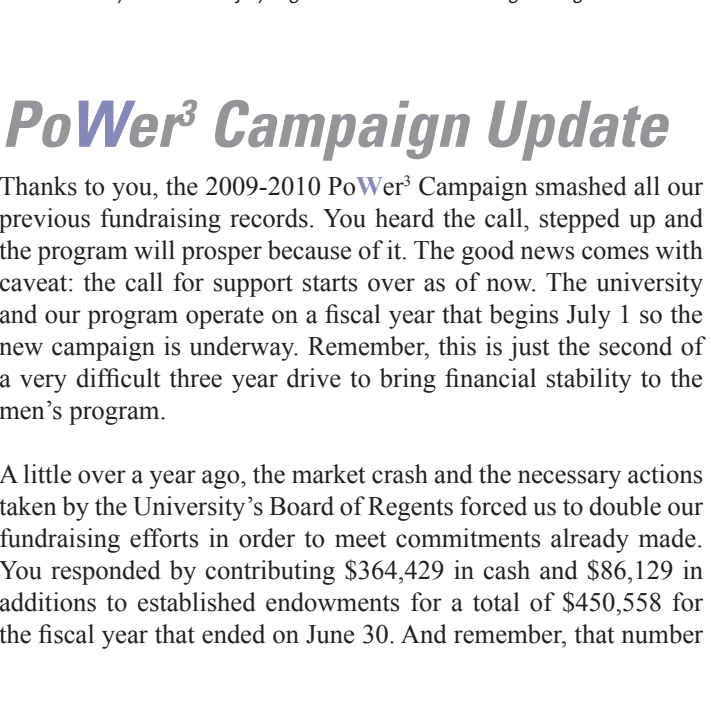 PoWer³ Campaign Update
Thanks to you, the 2009-2010 PoWer³ Campaign smashed all our
previous fundraising records. You heard the call, stepped up and
the program will prosper because of it. The good news comes with
caveat: the call for support starts over as of now. The university
and our program operate on a fiscal year that begins July 1 so the
new campaign is underway. Remember, this is just the second of
a very difficult three year drive to bring financial stability to the
men's program.
A little over a year ago, the market crash and the necessary actions
taken by the University's Board of Regents forced us to double our
fundraising efforts in order to meet commitments already made.
You responded by contributing $364,429 in cash and $86,129 in
additions to established endowments for a total of $450,558 for
the fiscal year that ended on June 30. And remember, that number